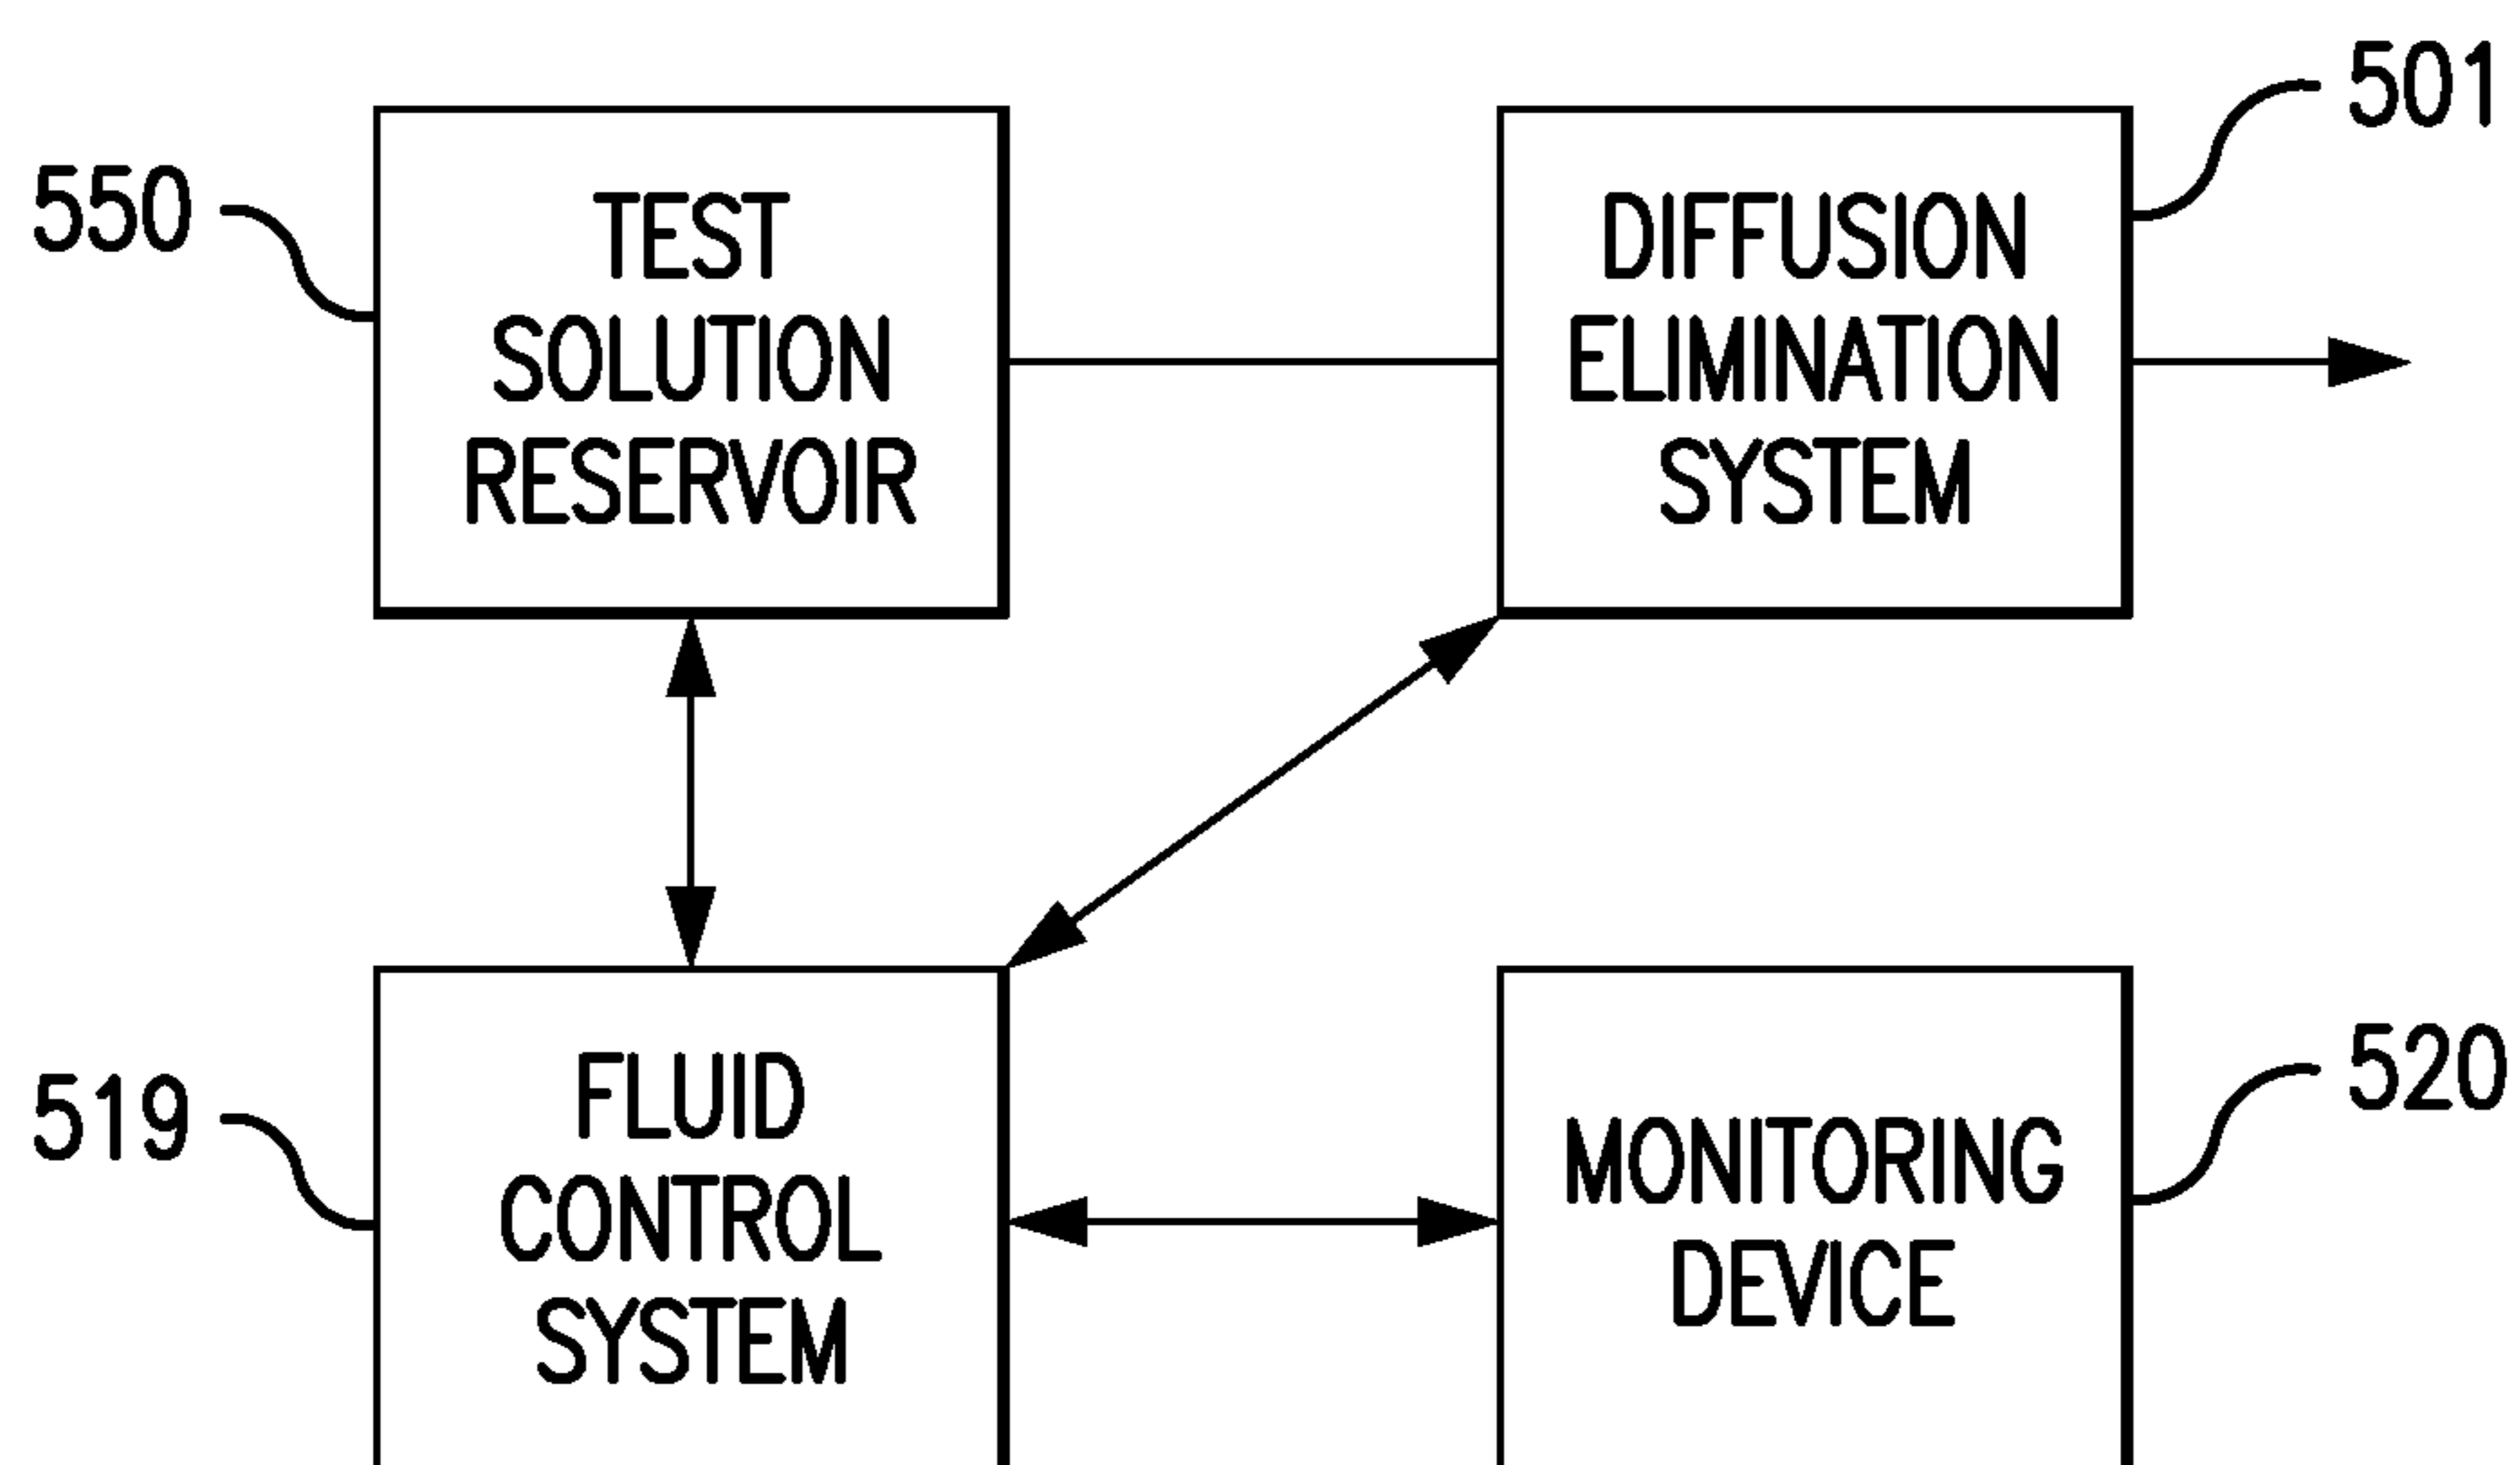 501
550
TEST
SOLUTION
RESERVOIR
DIFFUSION
ELIMINATION
SYSTEM
519
FLUID
CONTROL
SYSTEM
520
MONITORING
DEVICE